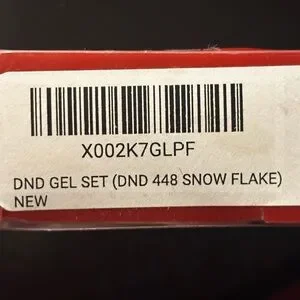 X002K7GLPF
DND GEL SET (DND 448 SNOW FLAKE)
NEW